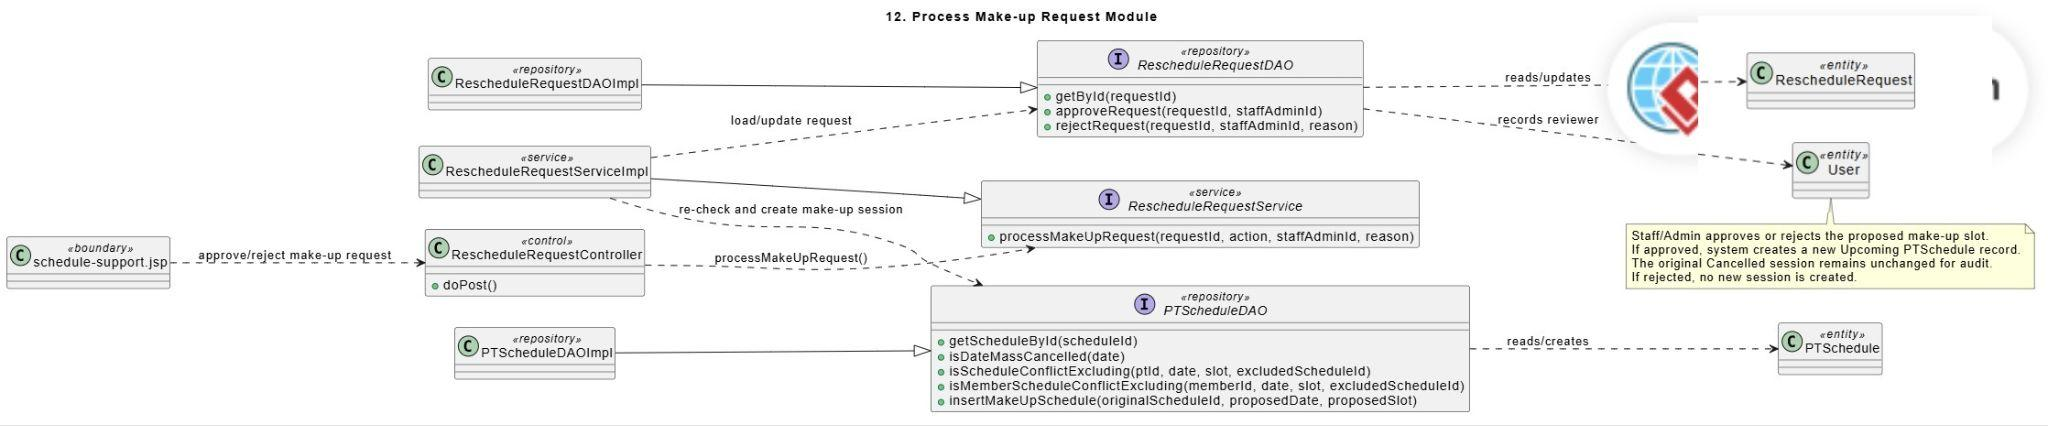 12. Process Make-up Request Module
C
«repository»
RescheduleRequestDAOImpl
I
«repository»
RescheduleRequestDAO
getById(requestId)
approveRequest(requestId, staffAdminId)
rejectRequest(requestId, staffAdminId, reason)
reads/updates
C
«entity»
RescheduleRequest
load/update request
records reviewer
C
«service»
RescheduleRequestServiceImpl
C
«entity»
User
I
«service»
RescheduleRequestService
processMakeUpRequest(requestId, action, staffAdminId, reason)
re-check and create make-up session
C
«boundary»
schedule-support.jsp
approve/reject make-up request
C
«control»
RescheduleRequestController
doPost()
processMakeUpRequest()
Staff/Admin approves or rejects the proposed make-up slot.
If approved, system creates a new Upcoming PTSchedule record.
The original Cancelled session remains unchanged for audit.
If rejected, no new session is created.
C
«repository»
PTScheduleDAOImpl
I
«repository»
PTScheduleDAO
getScheduleById(scheduleId)
isDateMassCancelled(date)
isScheduleConflictExcluding(ptId, date, slot, excludedScheduleId)
isMemberScheduleConflictExcluding(memberId, date, slot, excludedScheduleId)
insertMakeUpSchedule(originalScheduleId, proposedDate, proposedSlot)
reads/creates
C
«entity»
PTSchedule